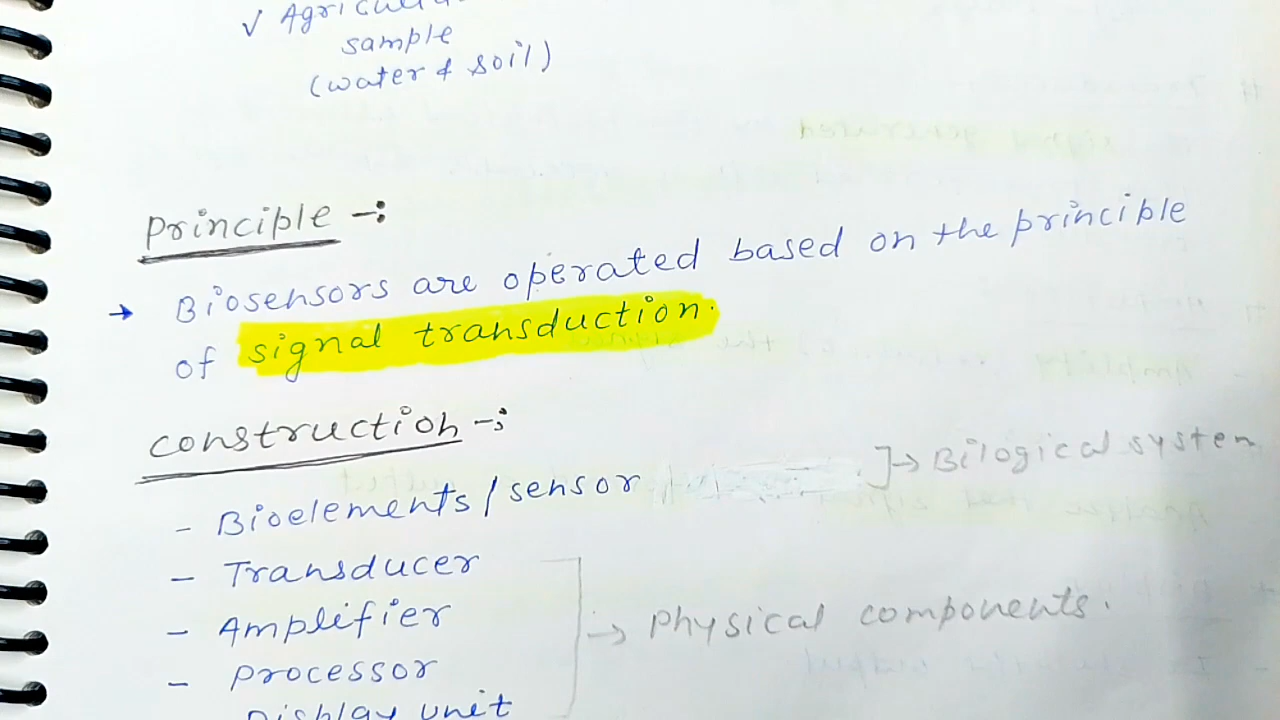 ✓ Agricul
sample
(water & soil)
Principle -:
→ Biosensors are operated based on the principle
of signal transduction.
Construction -:
- Bioelements/sensor ]→ Bilogical system
- Transducer
- Amplifier
→ Physical components.
- Processor
Display unit